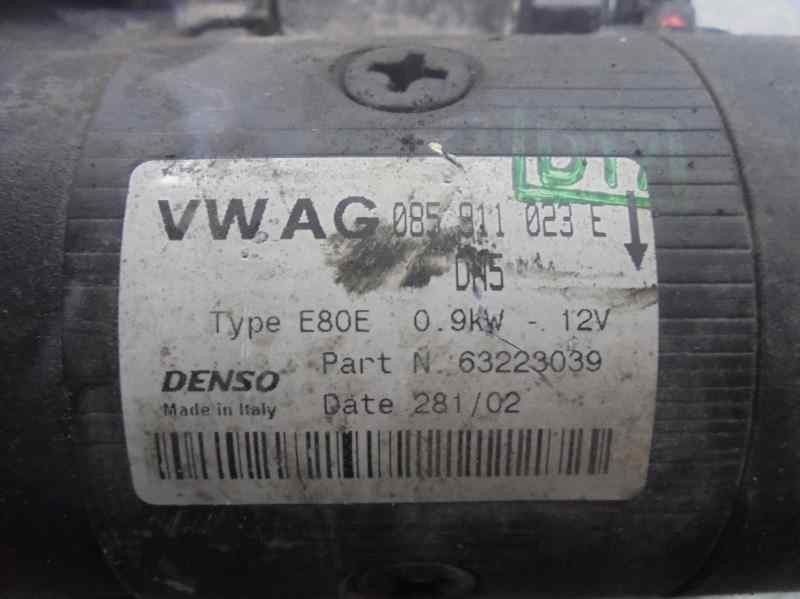 VW AG 085 911 023 E
DN5
Type E80E 0.9KW - 12V
DENSO Part N. 63223039
Made in Italy Date 281/02